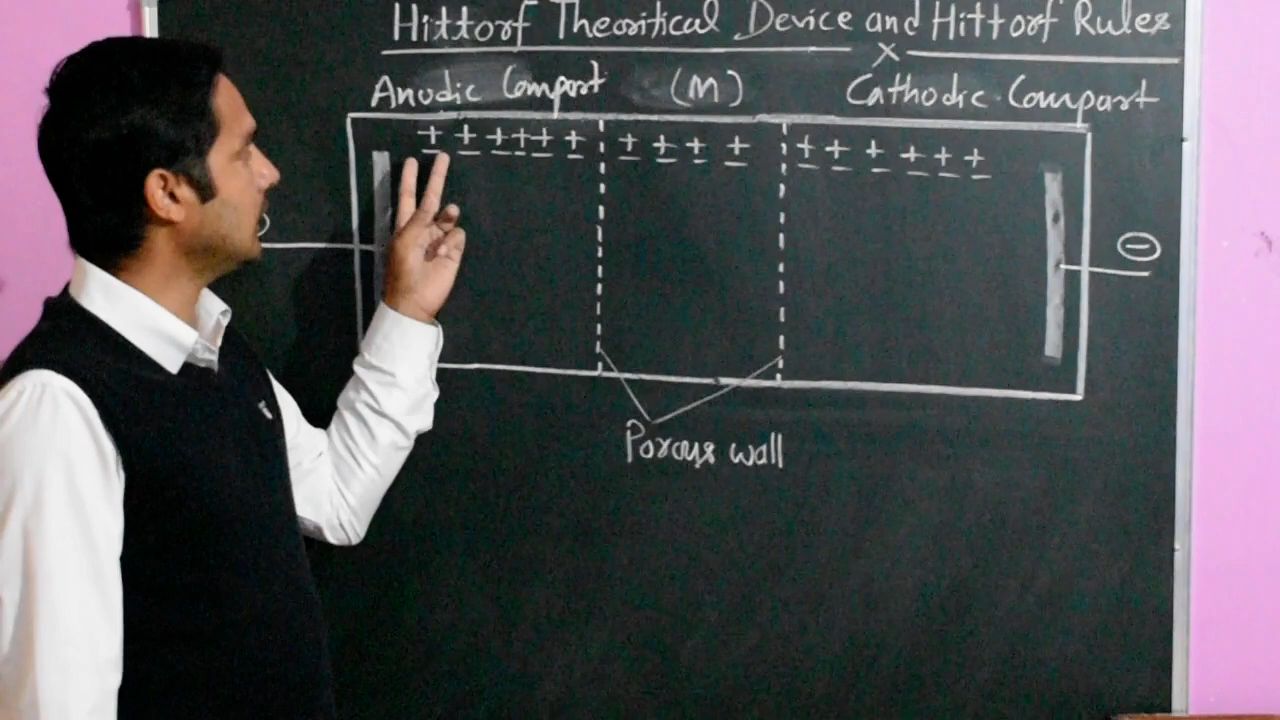 Hittorf Theoritical Device and Hittorf Rules
x
Anodic Compart (M) Cathodic Compart
+ + + + + + + + + + + + + + + +
− − − − − − − − − − − − − − − −
−
Porous wall